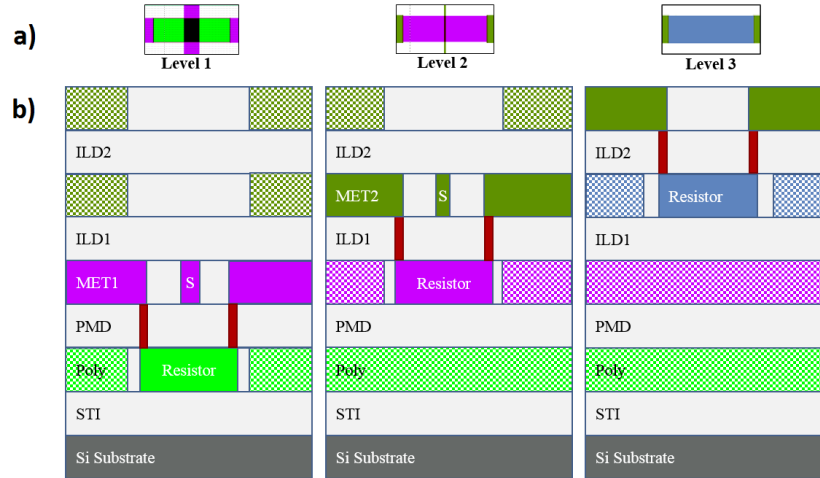 a)
Level 1 Level 2 Level 3
b)
ILD2 ILD2 ILD2
MET2 S Resistor
ILD1 ILD1 ILD1
MET1 S Resistor
PMD PMD PMD
Poly Resistor Poly Poly
STI STI STI
Si Substrate Si Substrate Si Substrate